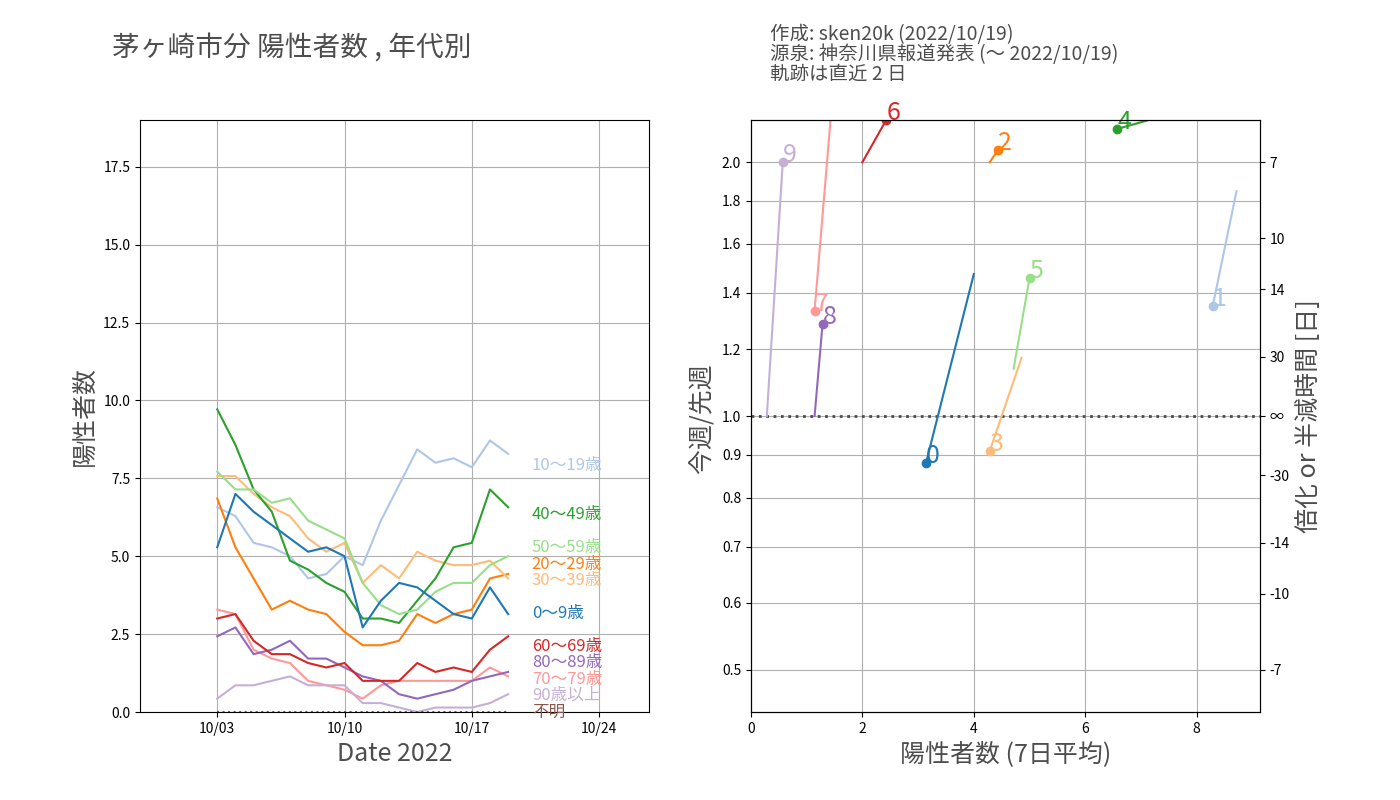 茅ヶ崎市分 陽性者数 , 年代別
作成: sken20k (2022/10/19)
源泉: 神奈川県報道発表 (〜 2022/10/19)
軌跡は直近 2 日
陽性者数
17.5
15.0
12.5
10.0
7.5
5.0
2.5
0.0
10/03
10/10
10/17
10/24
Date 2022
10〜19歳
40〜49歳
50〜59歳
20〜29歳
30〜39歳
0〜9歳
60〜69歳
80〜89歳
70〜79歳
90歳以上
不明
今週/先週
2.0
1.8
1.6
1.4
1.2
1.0
0.9
0.8
0.7
0.6
0.5
0
2
4
6
8
陽性者数 (7日平均)
9
6
2
4
7
8
5
1
0
3
7
10
14
30
∞
-30
-14
-10
-7
倍化 or 半減時間 [日]